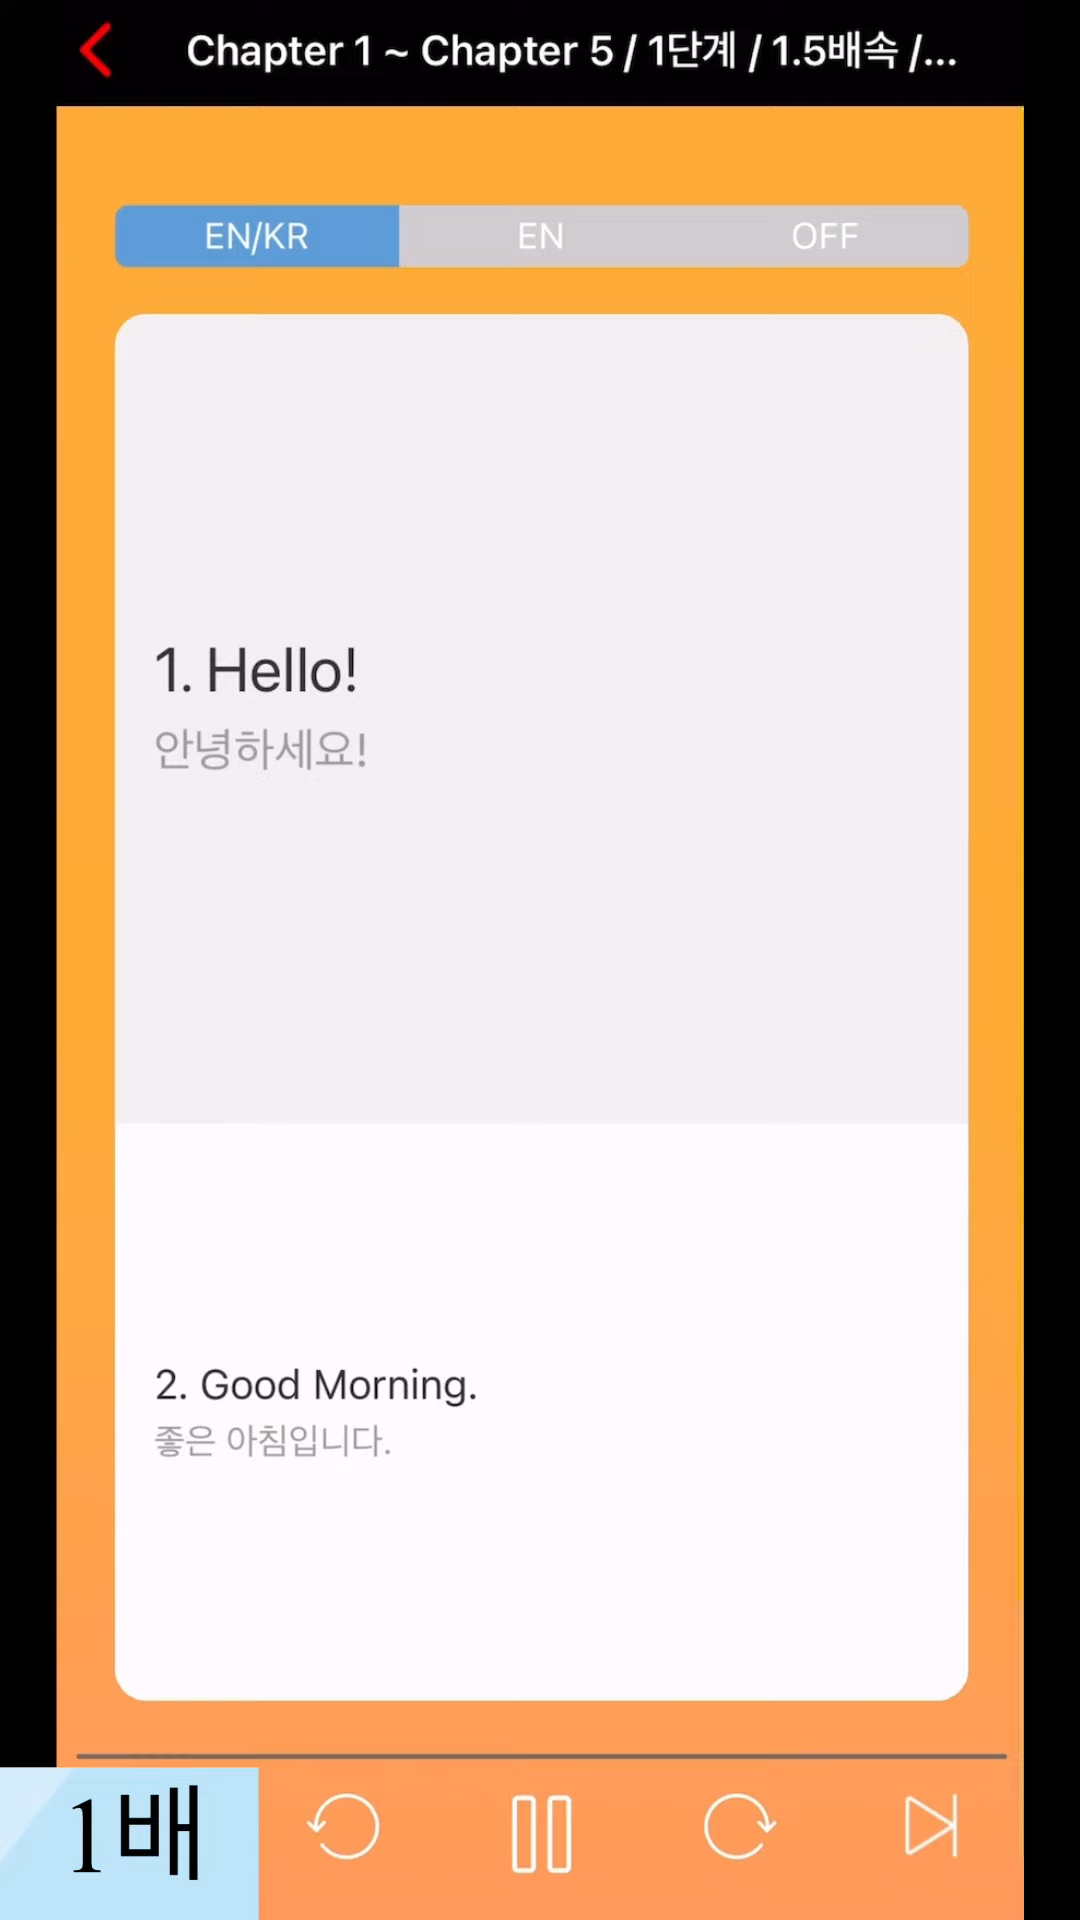 Chapter 1 ~ Chapter 5 / 1단계 / 1.5배속 /...
EN/KR EN OFF
1. Hello!
안녕하세요!
2. Good Morning.
좋은 아침입니다.
1배